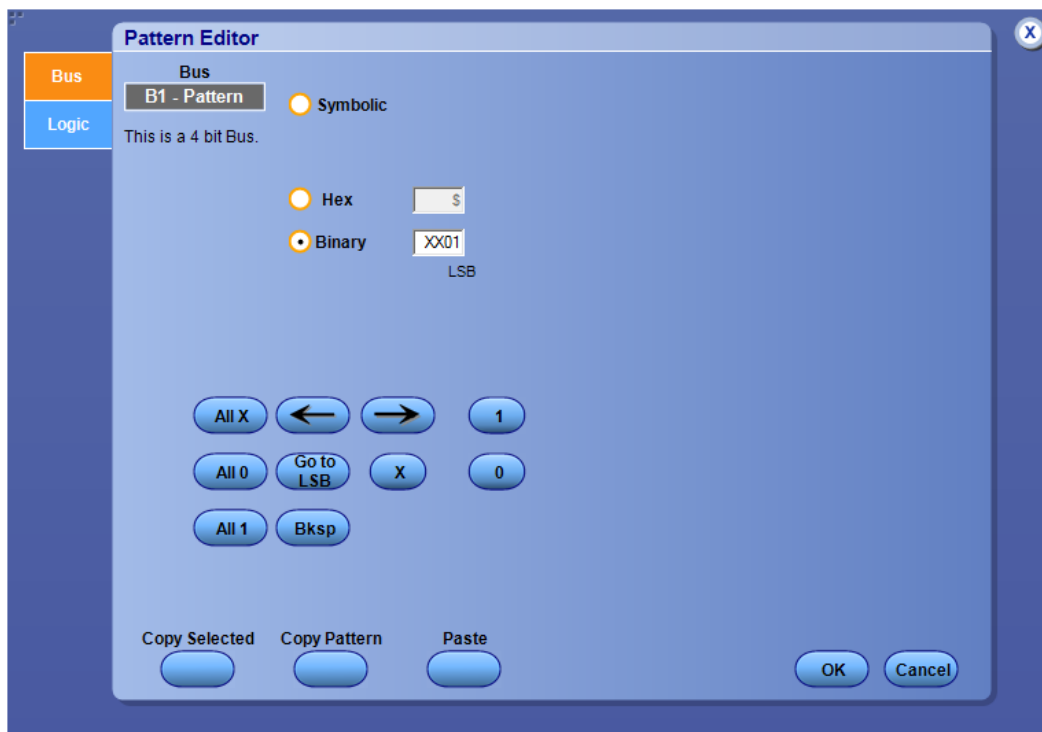 Pattern Editor
X
Bus
Logic
Bus
B1 - Pattern
This is a 4 bit Bus.
Symbolic
Hex
$
Binary
XX01
LSB
All X
1
All 0
Go to
LSB
X
0
All 1
Bksp
Copy Selected
Copy Pattern
Paste
OK
Cancel